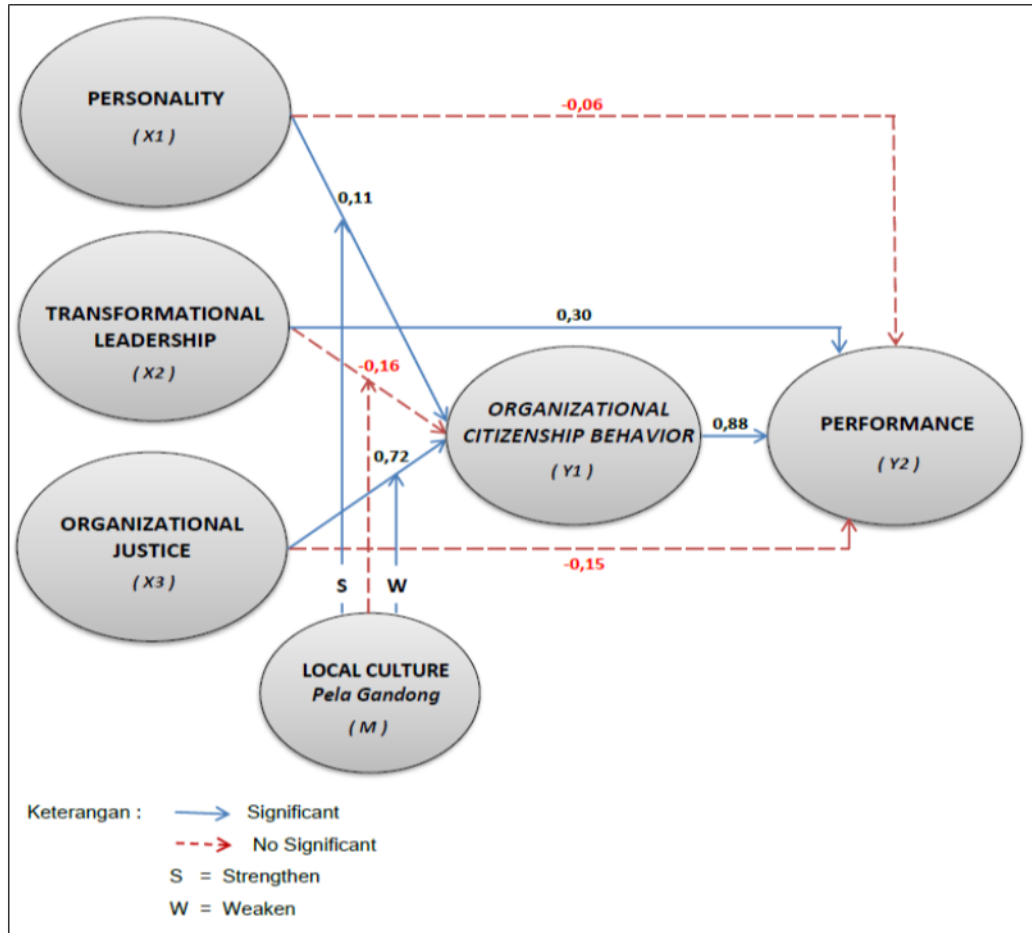 PERSONALITY
( X1 )
-0,06
0,11
TRANSFORMATIONAL
LEADERSHIP
( X2 )
0,30
-0,16
ORGANIZATIONAL
CITIZENSHIP BEHAVIOR
( Y1 )
0,88
PERFORMANCE
( Y2 )
0,72
ORGANIZATIONAL
JUSTICE
( X3 )
-0,15
S
W
LOCAL CULTURE
Pela Gandong
( M )
Keterangan :
Significant
No Significant
S = Strengthen
W = Weaken